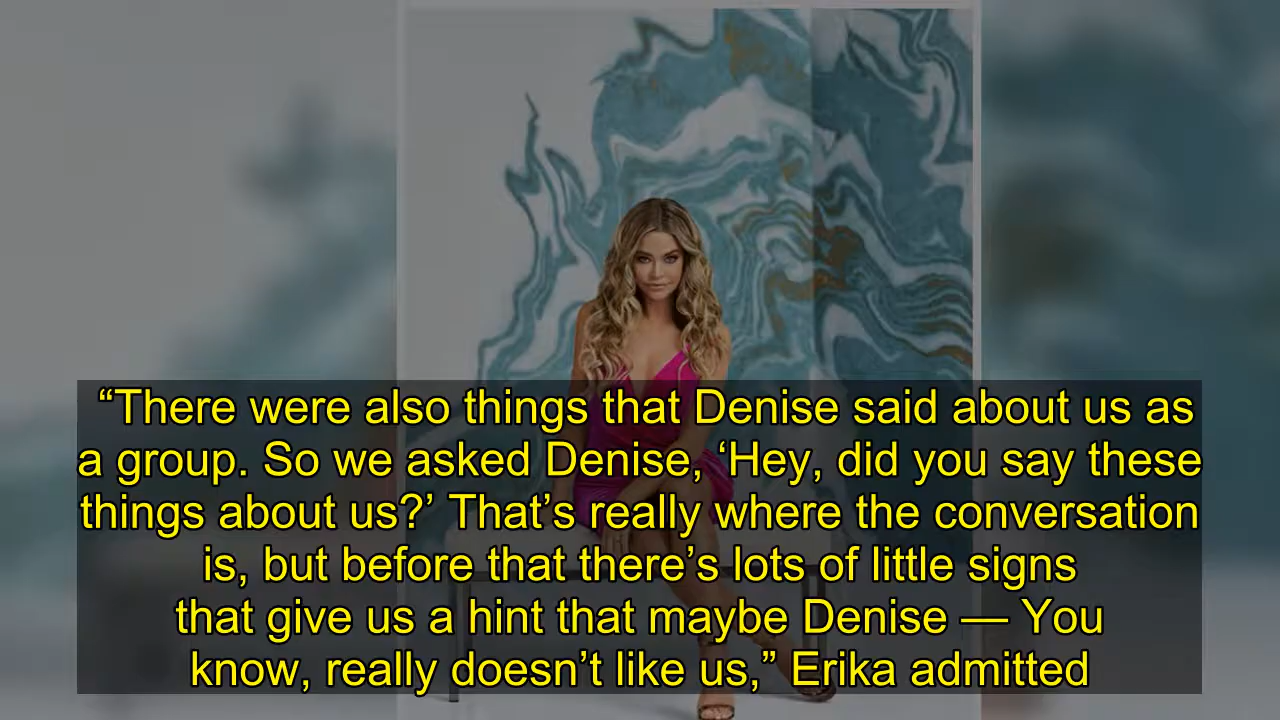 “There were also things that Denise said about us as
a group. So we asked Denise, ‘Hey, did you say these
things about us?’ That’s really where the conversation
is, but before that there’s lots of little signs
that give us a hint that maybe Denise — You
know, really doesn’t like us,” Erika admitted